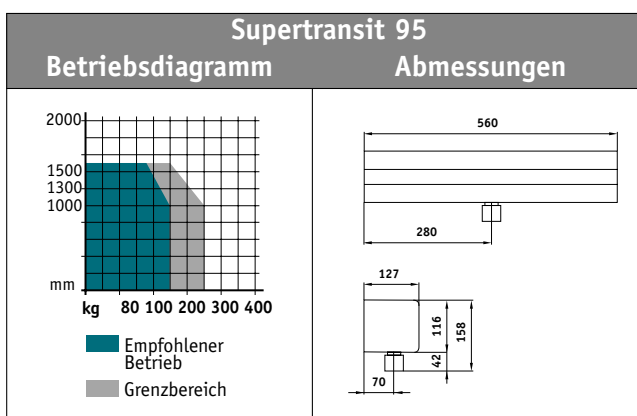 Supertransit 95
Betriebsdiagramm
Abmessungen
2000
1500
1300
1000
mm
kg 80 100 200 300 400
Empfohlener
Betrieb
Grenzbereich
560
280
127
116
158
42
70